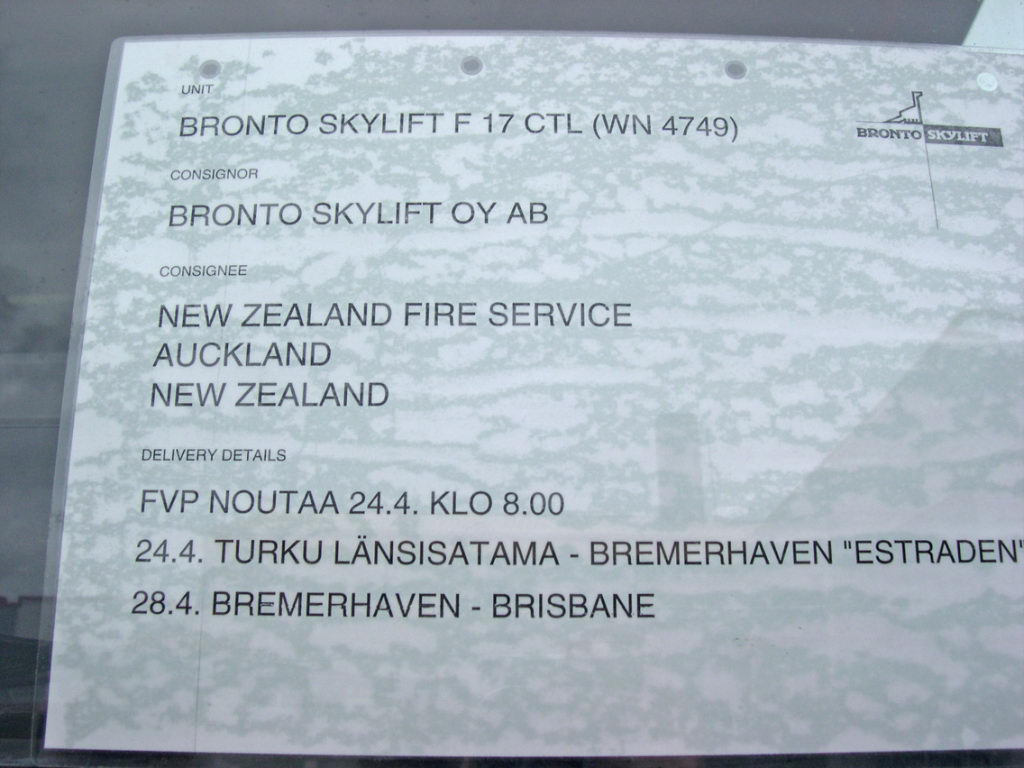 UNIT
BRONTO SKYLIFT F 17 CTL (WN 4749)
BRONTO SKYLIFT
CONSIGNOR
BRONTO SKYLIFT OY AB
CONSIGNEE
NEW ZEALAND FIRE SERVICE
AUCKLAND
NEW ZEALAND
DELIVERY DETAILS
FVP NOUTAA 24.4. KLO 8.00
24.4. TURKU LÄNSISATAMA - BREMERHAVEN "ESTRADEN"
28.4. BREMERHAVEN - BRISBANE